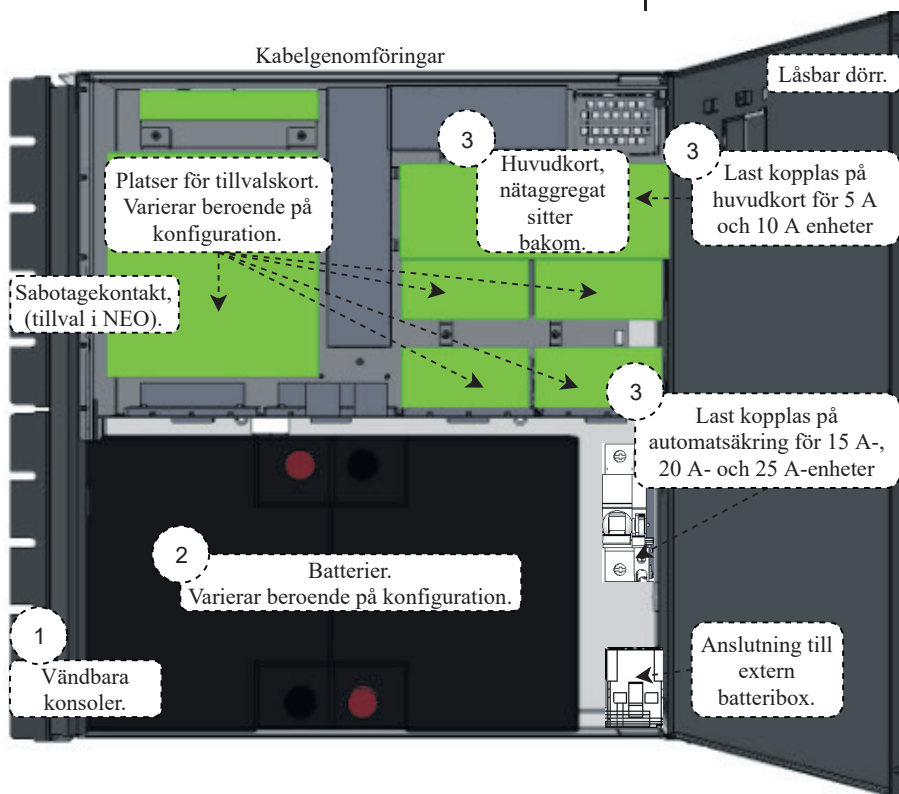 Kabelgenomföringar
Låsbar dörr.
3
Huvudkort,
nätaggregat
sitter
bakom.
3
Last kopplas på
huvudkort för 5 A
och 10 A enheter
Platser för tillvalskort.
Varierar beroende på
konfiguration.
Sabotagekontakt,
(tillval i NEO).
3
Last kopplas på
automatsäkring för 15 A-,
20 A- och 25 A-enheter
2
Batterier.
Varierar beroende på konfiguration.
1
Vändbara
konsoler.
Anslutning till
extern
batteribox.